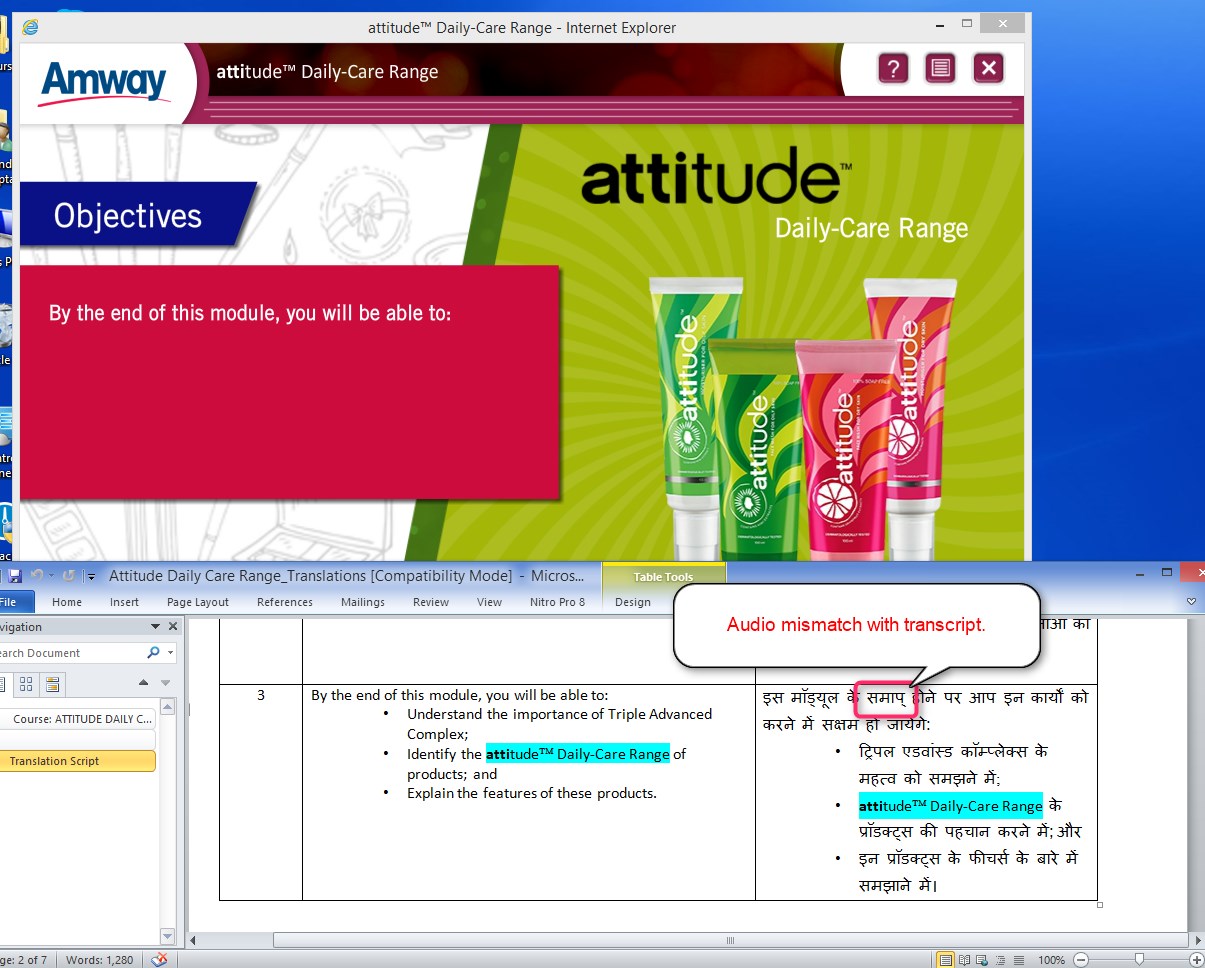 attitude™ Daily-Care Range - Internet Explorer
Amway
attitude™ Daily-Care Range
?
attitude™
Daily-Care Range
Objectives
By the end of this module, you will be able to:
attitude
attitude
attitude
attitude
Attitude Daily Care Range_Translations [Compatibility Mode] - Micros...
Table Tools
File
Home
Insert
Page Layout
References
Mailings
Review
View
Nitro Pro 8
Design
Audio mismatch with transcript.
vigation
earch Document
Course: ATTITUDE DAILY C...
Translation Script
3
By the end of this module, you will be able to:
• Understand the importance of Triple Advanced
Complex;
• Identify the attitude™ Daily-Care Range of
products; and
• Explain the features of these products.
इस मॉड्यूल के समाप् होने पर आप इन कार्यों को
करने में सक्षम हो जायेंगे:
• ट्रिपल एडवांस्ड कॉम्प्लेक्स के
महत्व को समझने में;
• attitude™ Daily-Care Range के
प्रॉडक्ट्स की पहचान करने में; और
• इन प्रॉडक्ट्स के फीचर्स के बारे में
समझाने में।
ge: 2 of 7
Words: 1,280
100%